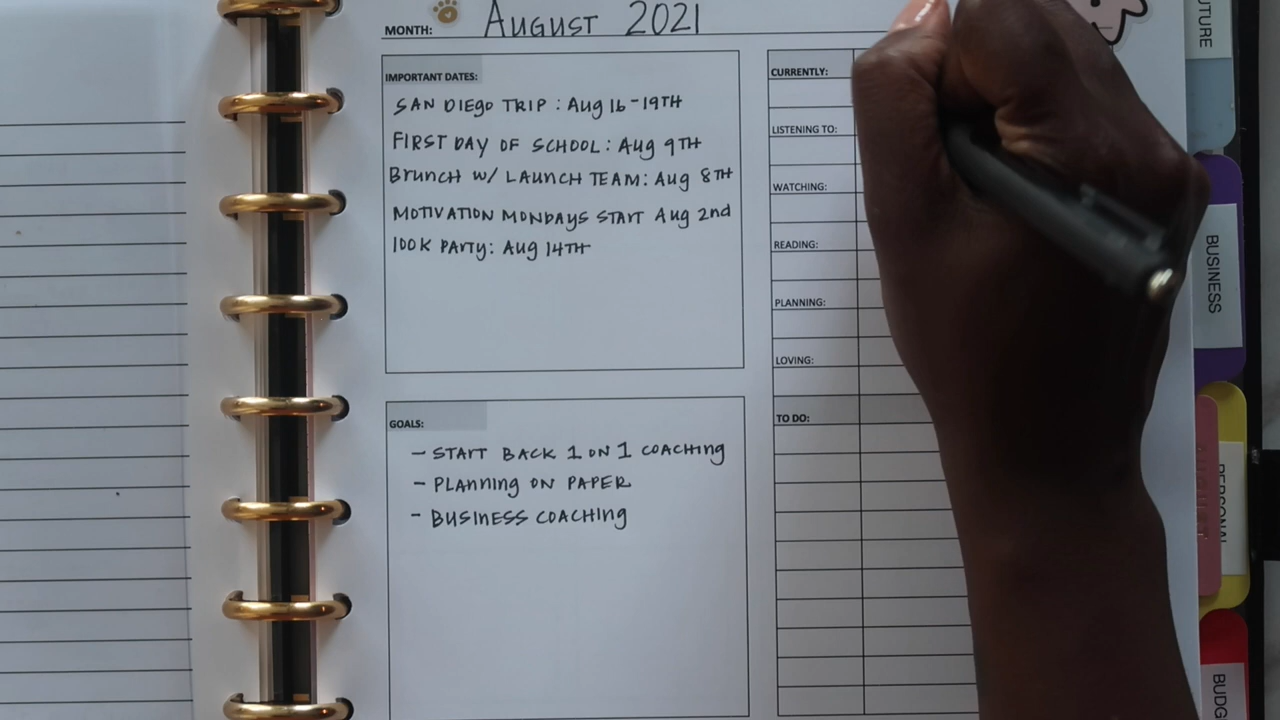 MONTH: AUGUST 2021
IMPORTANT DATES:
SAN DIEGO TRIP : Aug 16-19TH
FIRST DAY OF SCHOOL: Aug 9TH
Brunch w/ LAUNCH TEAM: Aug 8TH
MOTIVATION MONDAYS START Aug 2nd
100K PARTY: Aug 14TH
GOALS:
- START BACK 1 ON 1 COACHING
- PLANNING ON PAPER
- BUSINESS COACHING
CURRENTLY:
LISTENING TO:
WATCHING:
READING:
PLANNING:
LOVING:
TO DO:
BUSINESS
PERSONAL